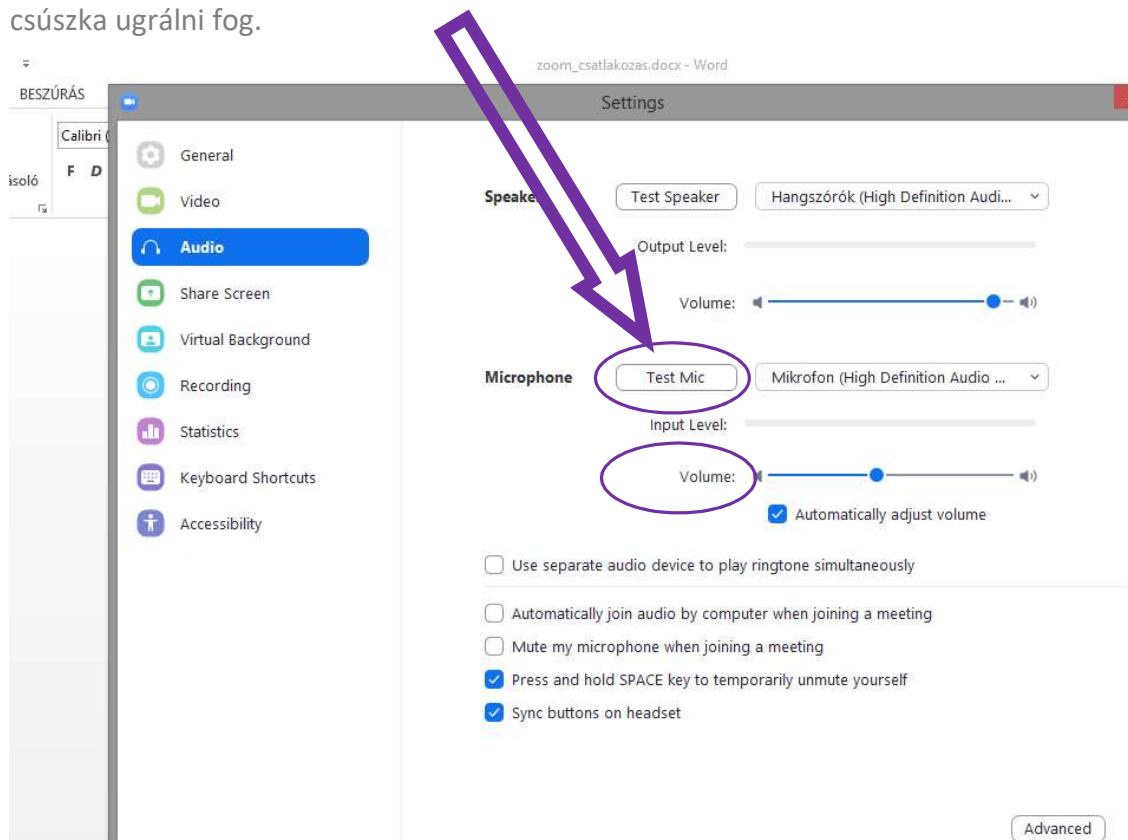 csúszka ugrálni fog.
zoom_csatlakozas.docx - Word
BESZÚRÁS
Settings
Calibri (
F D
ásoló
General
Video
Audio
Share Screen
Virtual Background
Recording
Statistics
Keyboard Shortcuts
Accessibility
Speake
Test Speaker
Hangszórók (High Definition Audi...
Output Level:
Volume:
Microphone
Test Mic
Mikrofon (High Definition Audio ...
Input Level:
Volume:
Automatically adjust volume
Use separate audio device to play ringtone simultaneously
Automatically join audio by computer when joining a meeting
Mute my microphone when joining a meeting
Press and hold SPACE key to temporarily unmute yourself
Sync buttons on headset
Advanced